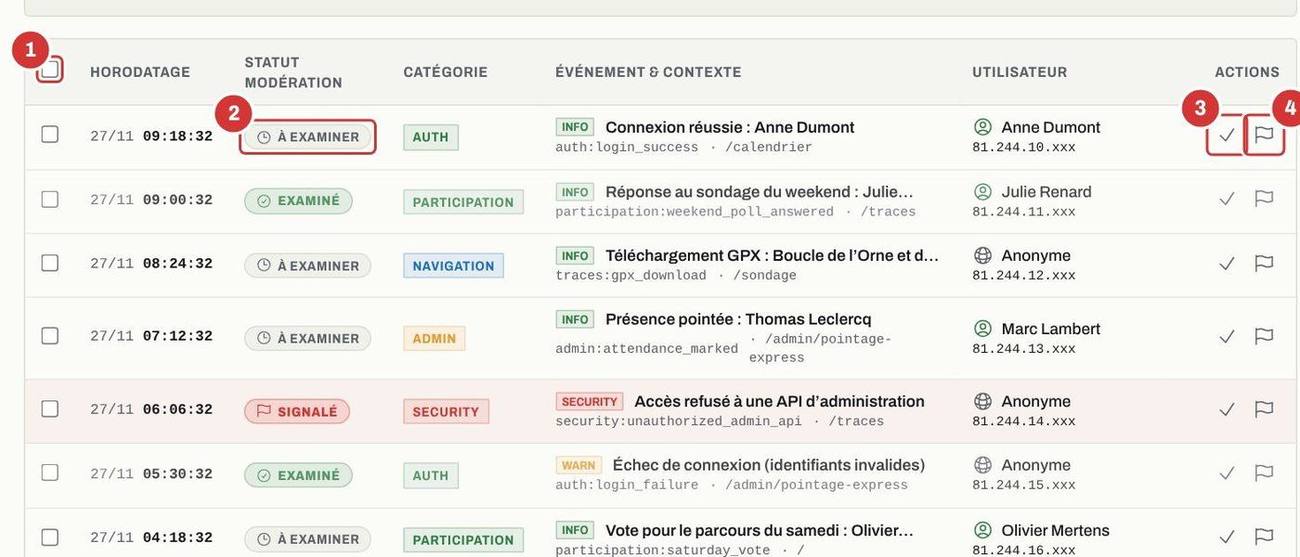 1
HORODATAGE
STATUT
MODÉRATION
CATÉGORIE
ÉVÉNEMENT & CONTEXTE
UTILISATEUR
ACTIONS
2
3
4
27/11 09:18:32
À EXAMINER
AUTH
INFO Connexion réussie : Anne Dumont
auth:login_success · /calendrier
Anne Dumont
81.244.10.xxx
27/11 09:00:32
EXAMINÉ
PARTICIPATION
INFO Réponse au sondage du weekend : Julie…
participation:weekend_poll_answered · /traces
Julie Renard
81.244.11.xxx
27/11 08:24:32
À EXAMINER
NAVIGATION
INFO Téléchargement GPX : Boucle de l’Orne et d…
traces:gpx_download · /sondage
Anonyme
81.244.12.xxx
27/11 07:12:32
À EXAMINER
ADMIN
INFO Présence pointée : Thomas Leclercq
admin:attendance_marked · /admin/pointage-
express
Marc Lambert
81.244.13.xxx
27/11 06:06:32
SIGNALÉ
SECURITY
SECURITY Accès refusé à une API d’administration
security:unauthorized_admin_api · /traces
Anonyme
81.244.14.xxx
27/11 05:30:32
EXAMINÉ
AUTH
WARN Échec de connexion (identifiants invalides)
auth:login_failure · /admin/pointage-express
Anonyme
81.244.15.xxx
27/11 04:18:32
À EXAMINER
PARTICIPATION
INFO Vote pour le parcours du samedi : Olivier…
participation:saturday_vote · /
Olivier Mertens
81.244.16.xxx